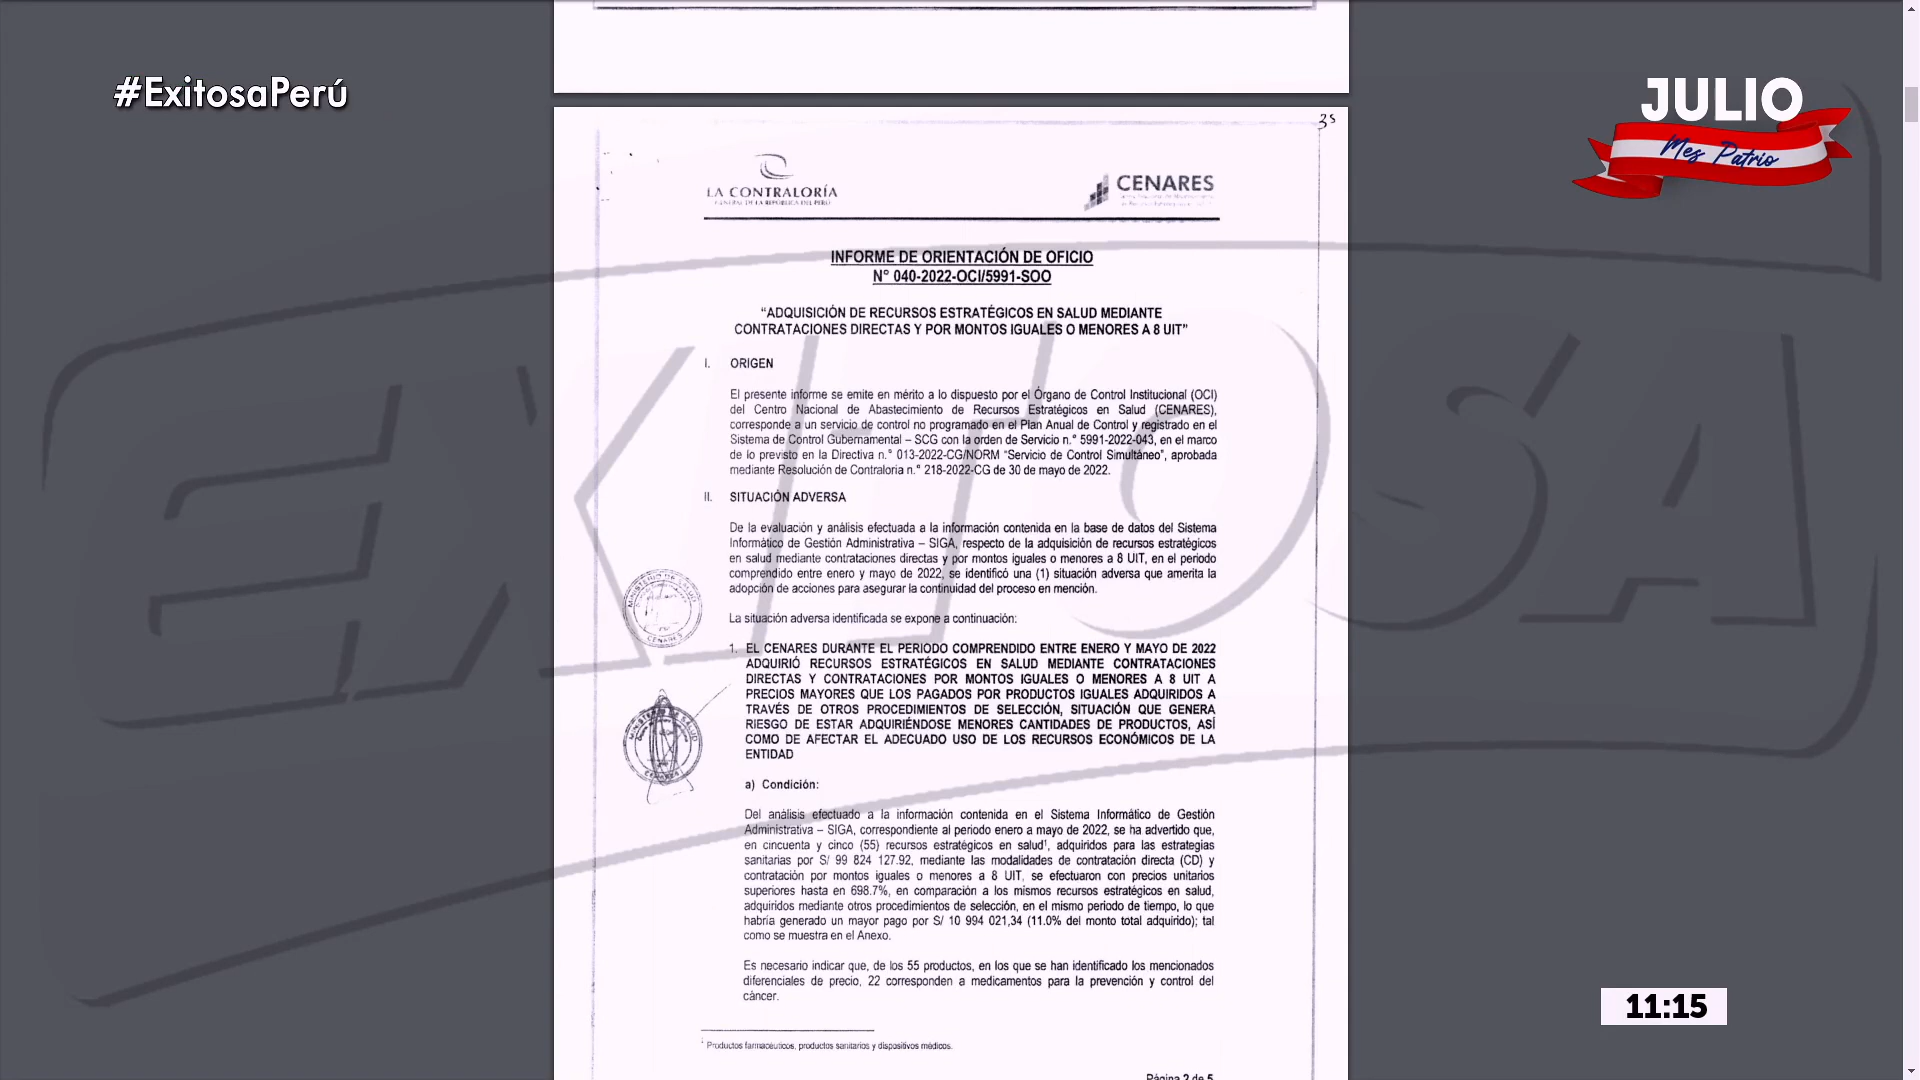 #ExitosaPerú
JULIO
Mes Patrio
35
LA CONTRALORÍA
GENERAL DE LA REPÚBLICA DEL PERÚ
CENARES
INFORME DE ORIENTACIÓN DE OFICIO
N° 040-2022-OCI/5991-SOO
“ADQUISICIÓN DE RECURSOS ESTRATÉGICOS EN SALUD MEDIANTE
CONTRATACIONES DIRECTAS Y POR MONTOS IGUALES O MENORES A 8 UIT”
I. ORIGEN
El presente informe se emite en mérito a lo dispuesto por el Órgano de Control Institucional (OCI)
del Centro Nacional de Abastecimiento de Recursos Estratégicos en Salud (CENARES),
corresponde a un servicio de control no programado en el Plan Anual de Control y registrado en el
Sistema de Control Gubernamental – SCG con la orden de Servicio n.° 5991-2022-043, en el marco
de lo previsto en la Directiva n.° 013-2022-CG/NORM “Servicio de Control Simultáneo”, aprobada
mediante Resolución de Contraloría n.° 218-2022-CG de 30 de mayo de 2022.
II. SITUACIÓN ADVERSA
De la evaluación y análisis efectuada a la información contenida en la base de datos del Sistema
Informático de Gestión Administrativa – SIGA, respecto de la adquisición de recursos estratégicos
en salud mediante contrataciones directas y por montos iguales o menores a 8 UIT, en el periodo
comprendido entre enero y mayo de 2022, se identificó una (1) situación adversa que amerita la
adopción de acciones para asegurar la continuidad del proceso en mención.
La situación adversa identificada se expone a continuación:
1. EL CENARES DURANTE EL PERIODO COMPRENDIDO ENTRE ENERO Y MAYO DE 2022
ADQUIRIÓ RECURSOS ESTRATÉGICOS EN SALUD MEDIANTE CONTRATACIONES
DIRECTAS Y CONTRATACIONES POR MONTOS IGUALES O MENORES A 8 UIT A
PRECIOS MAYORES QUE LOS PAGADOS POR PRODUCTOS IGUALES ADQUIRIDOS A
TRAVÉS DE OTROS PROCEDIMIENTOS DE SELECCIÓN, SITUACIÓN QUE GENERA
RIESGO DE ESTAR ADQUIRIÉNDOSE MENORES CANTIDADES DE PRODUCTOS, ASÍ
COMO DE AFECTAR EL ADECUADO USO DE LOS RECURSOS ECONÓMICOS DE LA
ENTIDAD
MINISTERIO DE SALUD
CENARES
MINISTERIO DE SALUD
CENARES
a) Condición:
Del análisis efectuado a la información contenida en el Sistema Informático de Gestión
Administrativa – SIGA, correspondiente al periodo enero a mayo de 2022, se ha advertido que,
en cincuenta y cinco (55) recursos estratégicos en salud¹, adquiridos para las estrategias
sanitarias por S/ 99 824 127.92, mediante las modalidades de contratación directa (CD) y
contratación por montos iguales o menores a 8 UIT, se efectuaron con precios unitarios
superiores hasta en 698.7%, en comparación a los mismos recursos estratégicos en salud,
adquiridos mediante otros procedimientos de selección, en el mismo periodo de tiempo, lo que
habría generado un mayor pago por S/ 10 994 021,34 (11.0% del monto total adquirido); tal
como se muestra en el Anexo.
Es necesario indicar que, de los 55 productos, en los que se han identificado los mencionados
diferenciales de precio, 22 corresponden a medicamentos para la prevención y control del
cáncer.
¹ Productos farmacéuticos, productos sanitarios y dispositivos médicos.
Página 2 de 5
EXITOSA
11:15